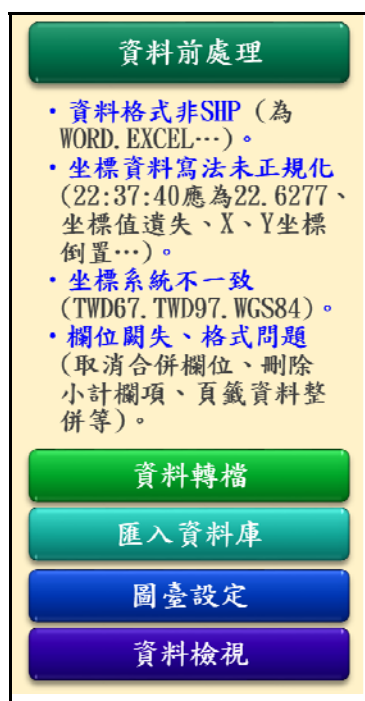 資料前處理
・資料格式非SHP（為
WORD.EXCEL…）。
・坐標資料寫法未正規化
(22:37:40應為22.6277、
坐標值遺失、X、Y坐標
倒置…)。
・坐標系統不一致
(TWD67.TWD97.WGS84)。
・欄位闕失、格式問題
(取消合併欄位、刪除
小計欄項、頁籤資料整
併等)。
資料轉檔
匯入資料庫
圖臺設定
資料檢視